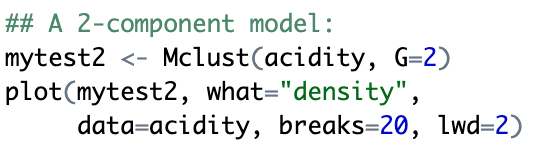 ## A 2-component model:
mytest2 <- Mclust(acidity, G=2)
plot(mytest2, what="density",
     data=acidity, breaks=20, lwd=2)